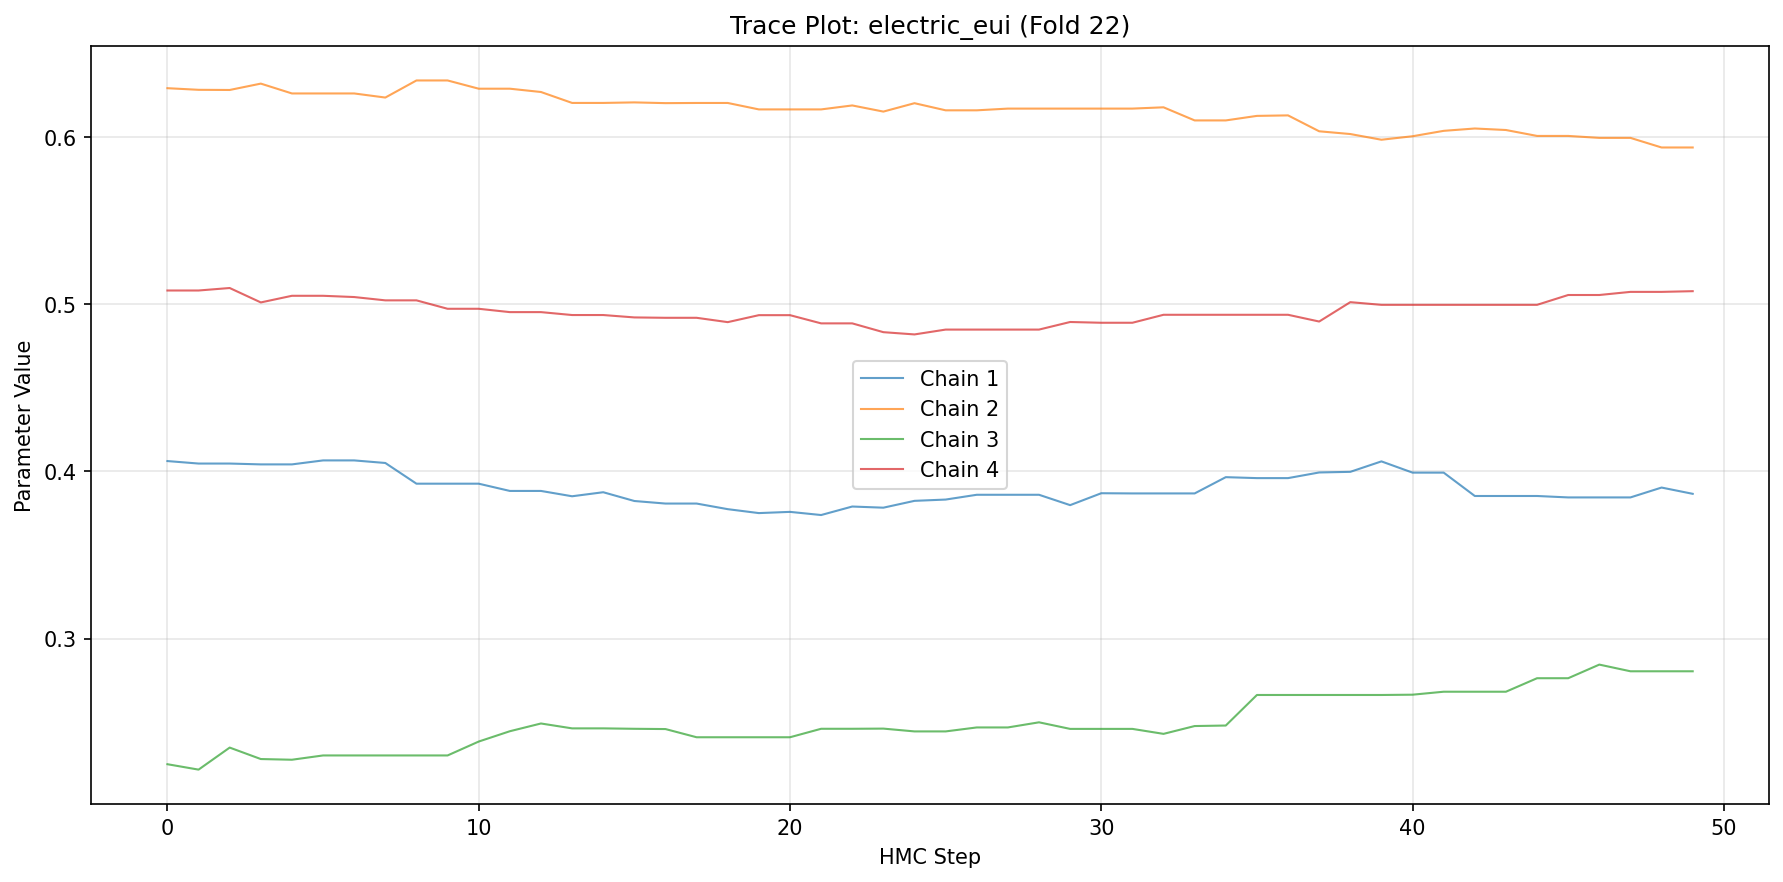 Trace Plot: electric_eui (Fold 22)
Parameter Value
0.6
0.5
0.4
0.3
Chain 1
Chain 2
Chain 3
Chain 4
0 10 20 30 40 50
HMC Step